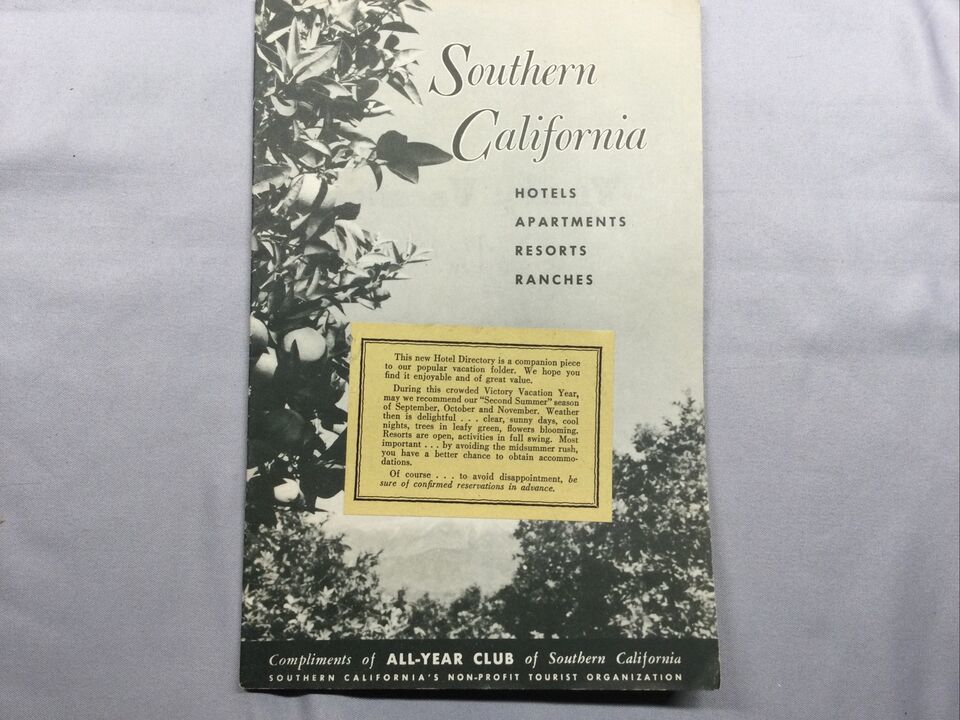 Southern
California
HOTELS
APARTMENTS
RESORTS
RANCHES
This new Hotel Directory is a companion piece
to our popular vacation folder. We hope you
find it enjoyable and of great value.
During this crowded Victory Vacation Year,
may we recommend our "Second Summer" season
of September, October and November. Weather
then is delightful . . . clear, sunny days, cool
nights, trees in leafy green, flowers blooming.
Resorts are open, activities in full swing. Most
important . . . by avoiding the midsummer rush,
you have a better chance to obtain accommo-
dations.
Of course . . . to avoid disappointment, be
sure of confirmed reservations in advance.
Compliments of ALL-YEAR CLUB of Southern California
SOUTHERN CALIFORNIA'S NON-PROFIT TOURIST ORGANIZATION